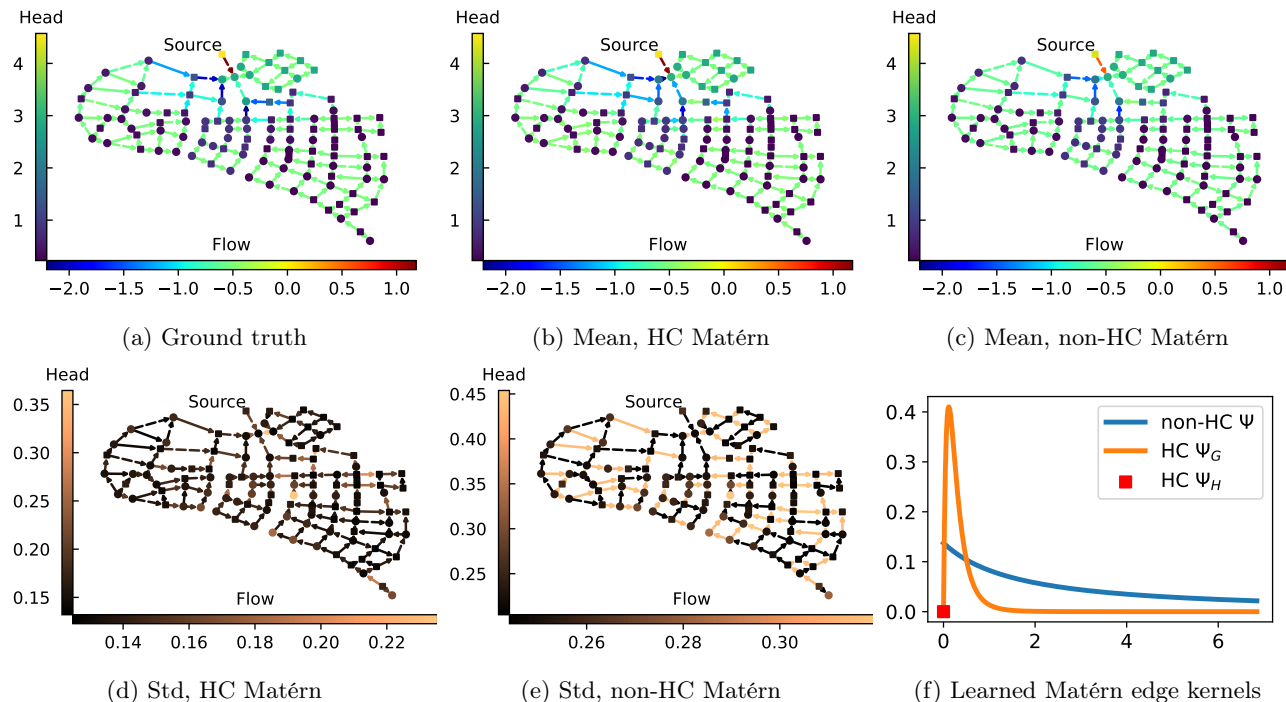 Head
4
3
2
1
Source
Flow
−2.0 −1.5 −1.0 −0.5 0.0 0.5 1.0
(a) Ground truth
Head
4
3
2
1
Source
Flow
−2.0 −1.5 −1.0 −0.5 0.0 0.5 1.0
(b) Mean, HC Matérn
Head
4
3
2
1
Source
Flow
−2.0 −1.5 −1.0 −0.5 0.0 0.5 1.0
(c) Mean, non-HC Matérn
Head
0.35
0.30
0.25
0.20
0.15
Source
Flow
0.14 0.16 0.18 0.20 0.22
(d) Std, HC Matérn
Head
0.45
0.40
0.35
0.30
0.25
Source
Flow
0.26 0.28 0.30
(e) Std, non-HC Matérn
0.4
0.3
0.2
0.1
0.0
non-HC Ψ
HC Ψ_G
HC Ψ_H
0 2 4 6
(f) Learned Matérn edge kernels